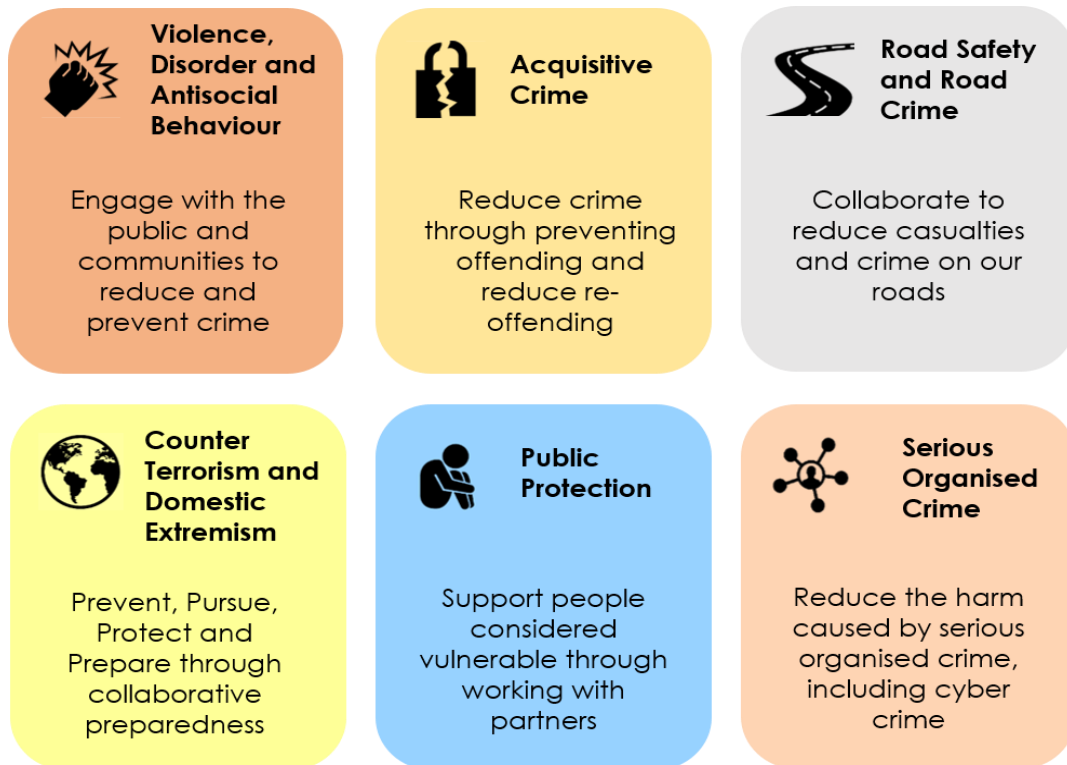 Violence,
Disorder and
Antisocial
Behaviour
Engage with the
public and
communities to
reduce and
prevent crime
Acquisitive
Crime
Reduce crime
through preventing
offending and
reduce re-
offending
Road Safety
and Road
Crime
Collaborate to
reduce casualties
and crime on our
roads
Counter
Terrorism and
Domestic
Extremism
Prevent, Pursue,
Protect and
Prepare through
collaborative
preparedness
Public
Protection
Support people
considered
vulnerable through
working with
partners
Serious
Organised
Crime
Reduce the harm
caused by serious
organised crime,
including cyber
crime